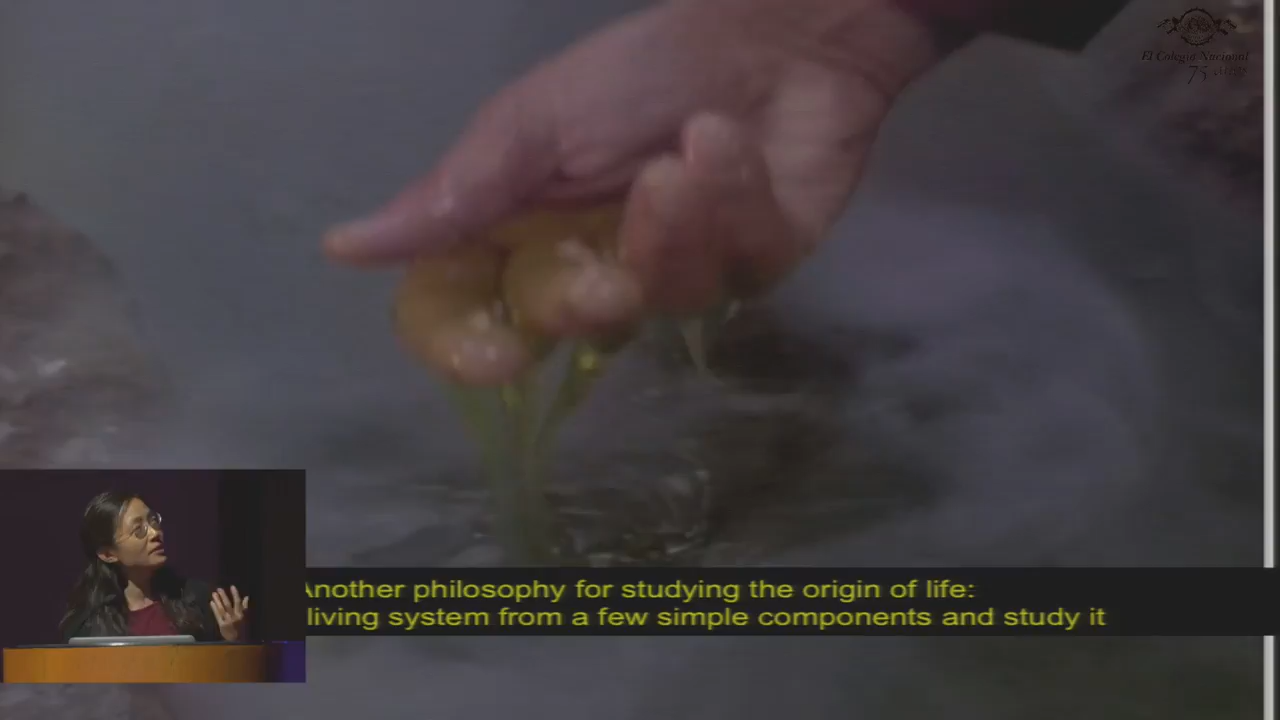 El Colegio Nacional
75 años
Another philosophy for studying the origin of life:
living system from a few simple components and study it